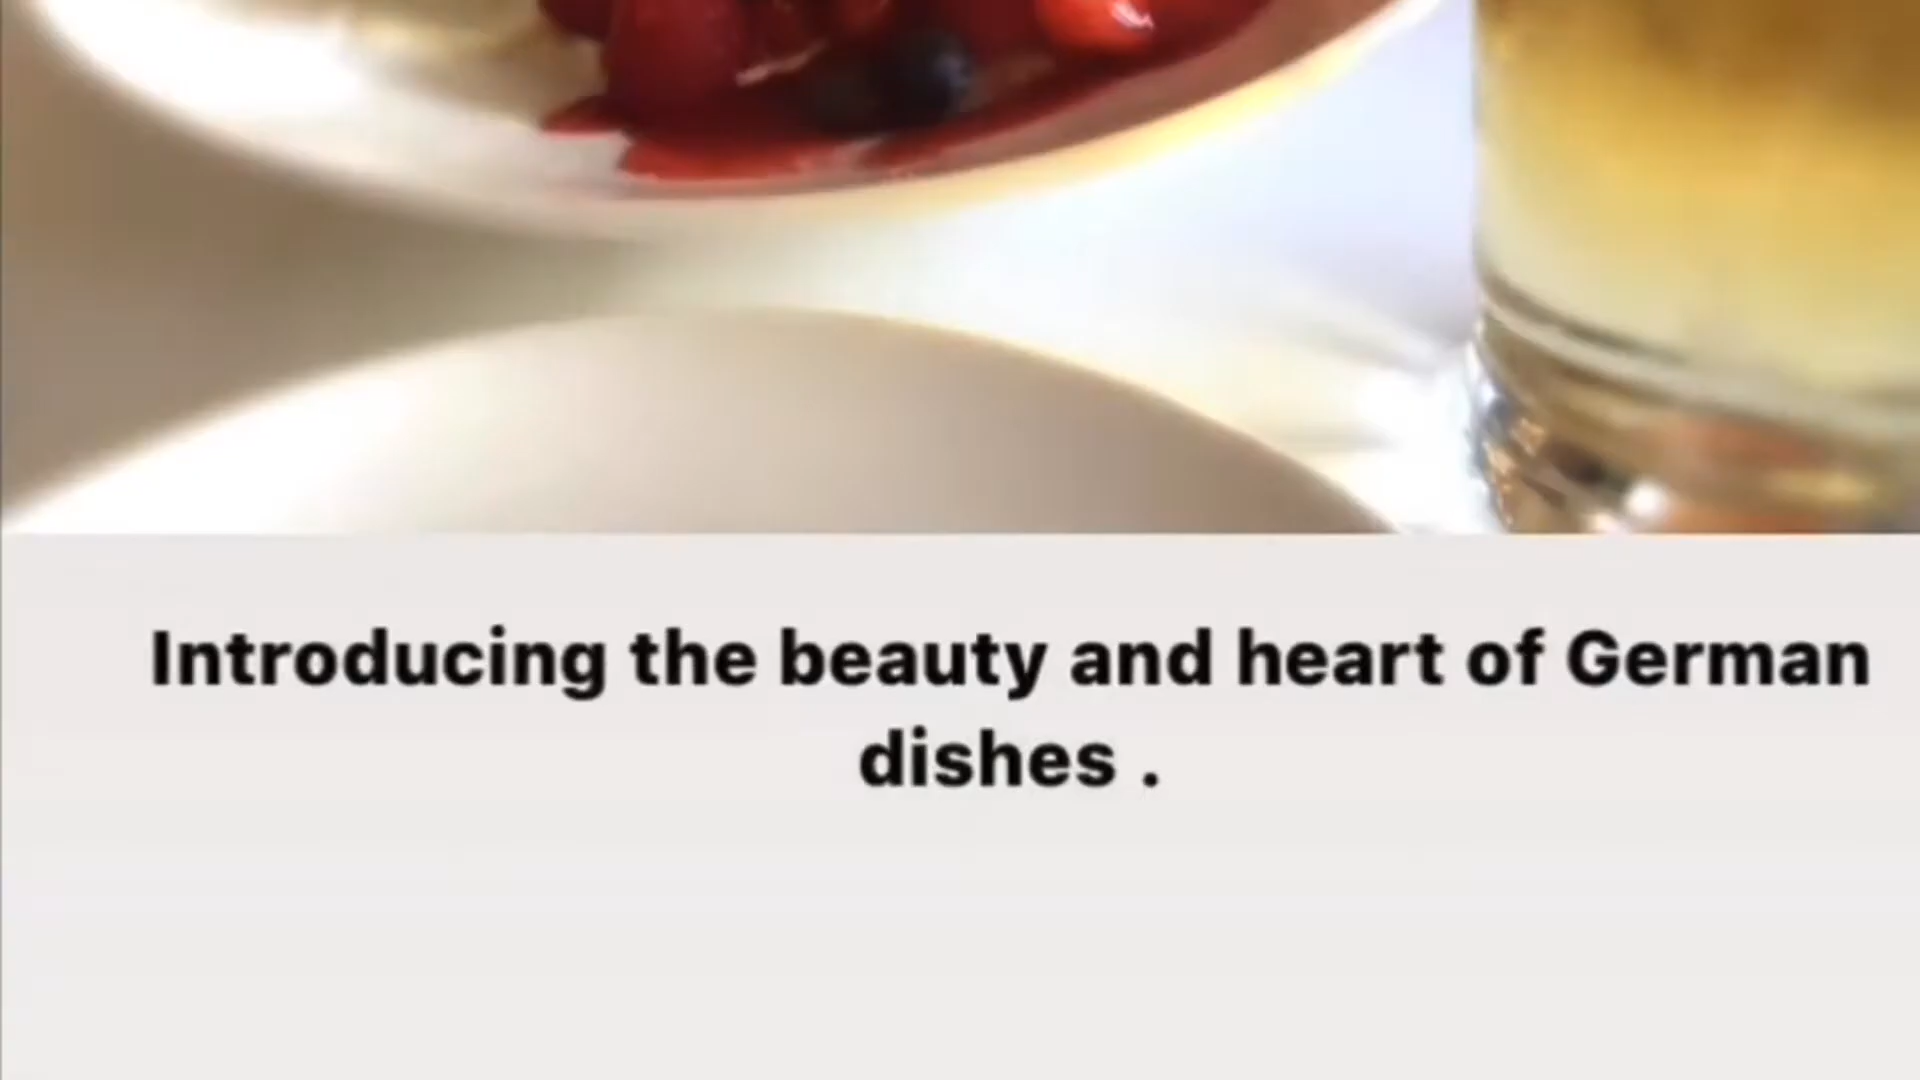 Introducing the beauty and heart of German
dishes .